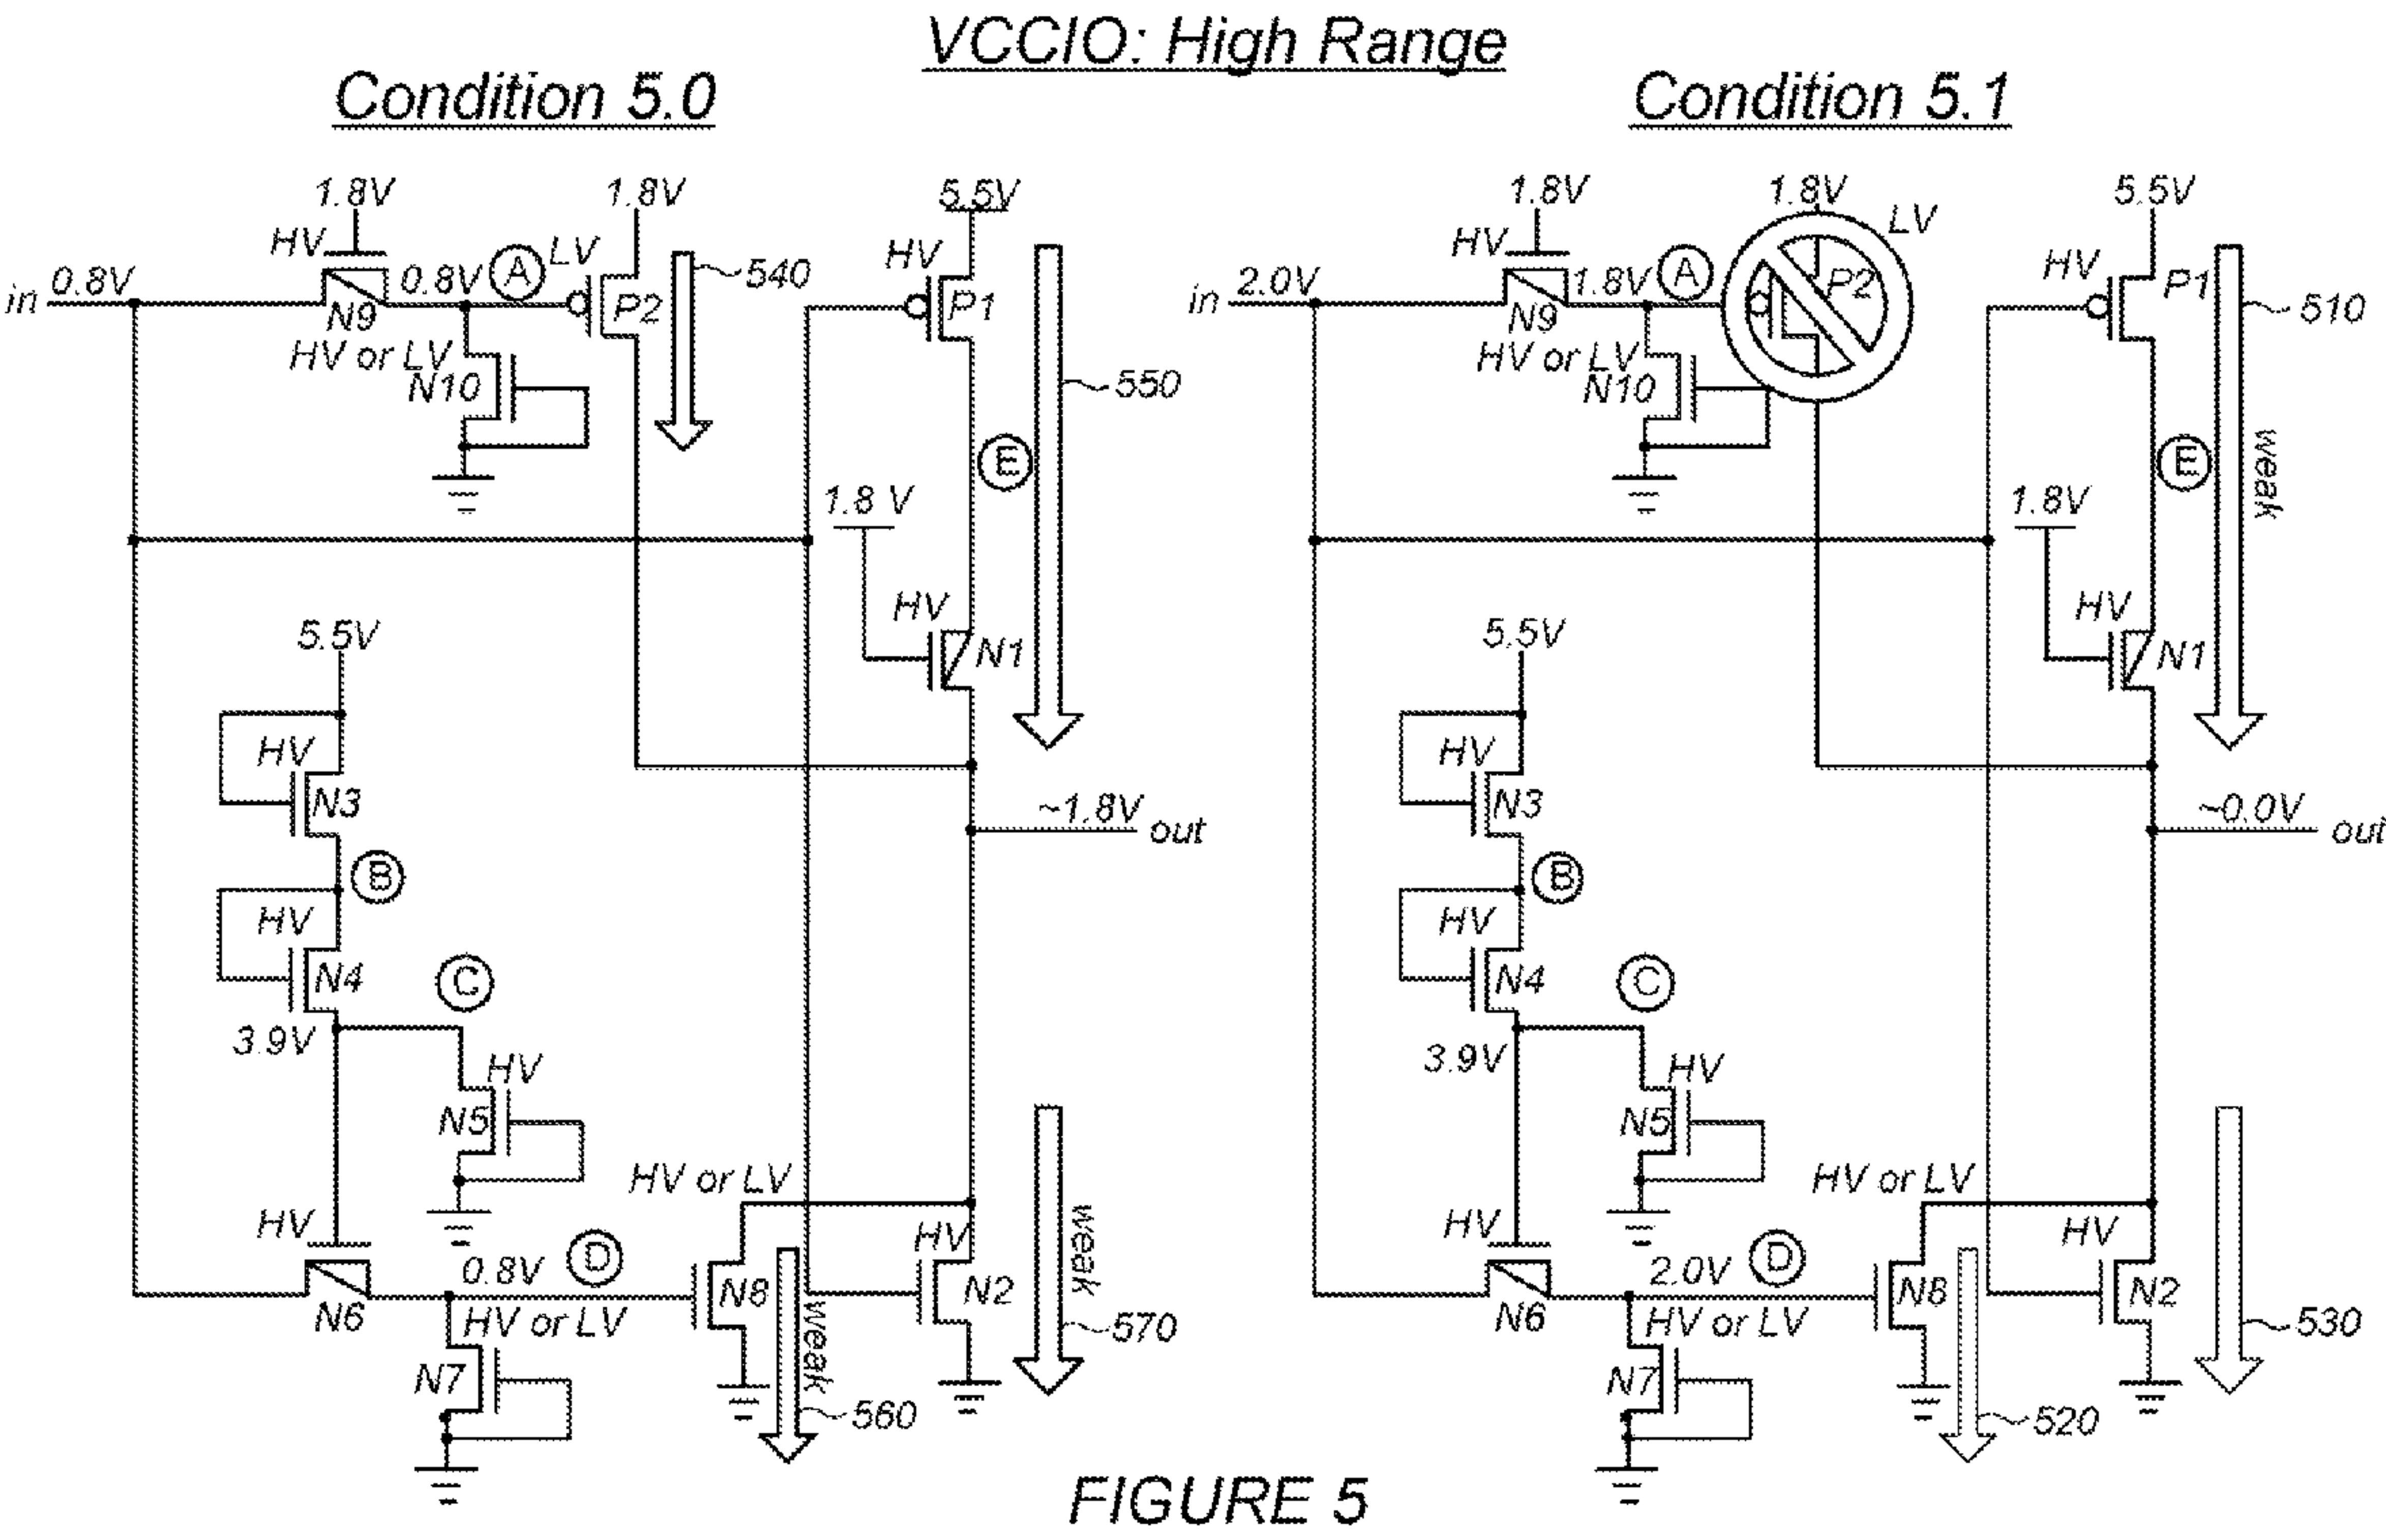 VCCIO: High Range
Condition 5.0
1.8V
1.8V
5.5V
HV
LV
HV
in
0.8V
0.8V
A
P2
540
P1
N9
HV or LV
N10
550
E
1.8 V
HV
N1
5.5V
HV
N3
~1.8V
out
B
HV
N4
C
3.9V
HV
N5
HV or LV
HV
HV
weak
0.8V
D
N8
N2
N6
HV or LV
weak
570
N7
560
Condition 5.1
1.8V
1.8V
LV
5.5V
HV
HV
in
2.0V
1.8V
A
P2
P1
510
N9
HV or LV
N10
E
weak
1.8V
HV
N1
5.5V
HV
N3
~0.0V
out
B
HV
N4
C
3.9V
HV
N5
HV or LV
HV
HV
2.0V
D
N8
N2
N6
HV or LV
530
N7
520
FIGURE 5